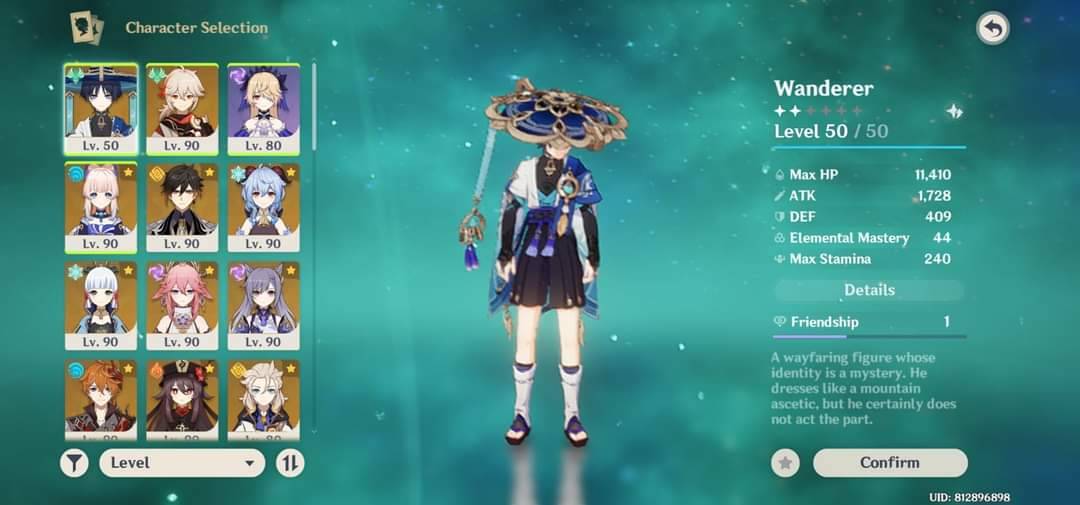 Character Selection
Lv. 50
Lv. 90
Lv. 80
Lv. 90
Lv. 90
Lv. 90
Lv. 90
Lv. 90
Lv. 90
Level
Wanderer
Level 50 / 50
Max HP 11,410
ATK 1,728
DEF 409
Elemental Mastery 44
Max Stamina 240
Details
Friendship 1
A wayfaring figure whose
identity is a mystery. He
dresses like a mountain
ascetic, but he certainly does
not act the part.
Confirm
UID: 812896898